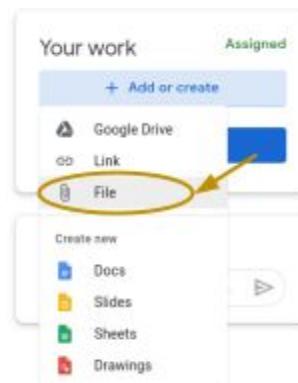 Your work Assigned
+ Add or create
Google Drive
Link
File
Create new
Docs
Slides
Sheets
Drawings